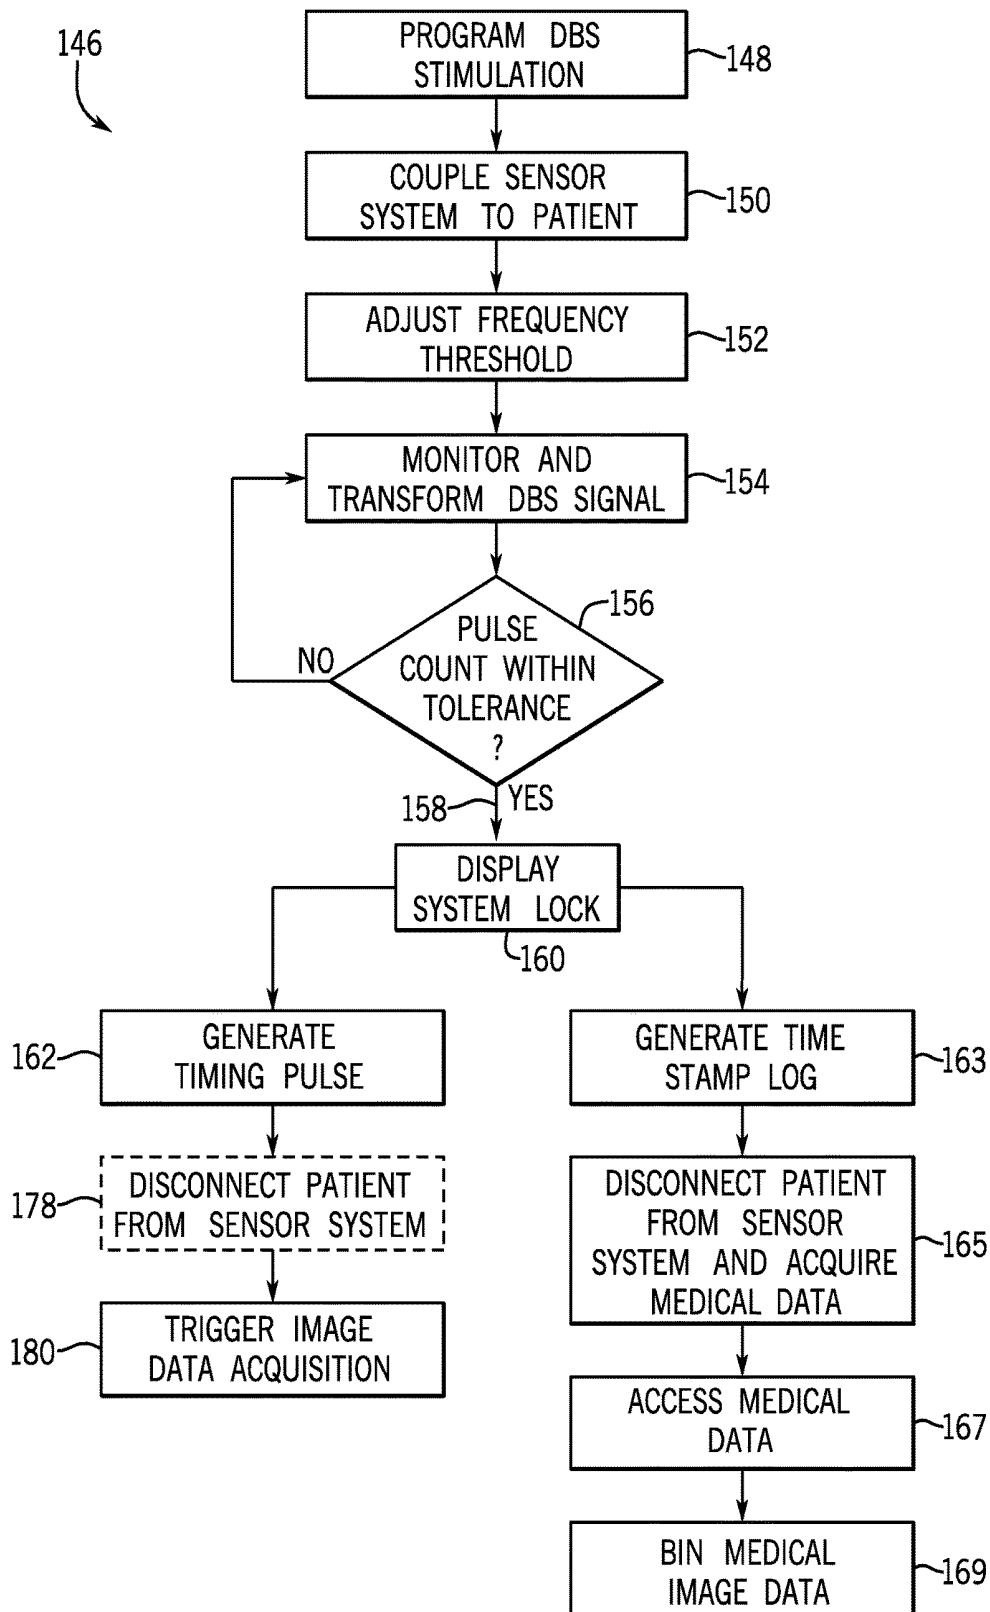 146
PROGRAM DBS
STIMULATION
148
COUPLE SENSOR
SYSTEM TO PATIENT
150
ADJUST FREQUENCY
THRESHOLD
152
MONITOR AND
TRANSFORM DBS SIGNAL
154
PULSE
COUNT WITHIN
TOLERANCE
?
156
NO
158
YES
DISPLAY
SYSTEM LOCK
160
162
GENERATE
TIMING PULSE
GENERATE TIME
STAMP LOG
163
178
DISCONNECT PATIENT
FROM SENSOR SYSTEM
DISCONNECT PATIENT
FROM SENSOR
SYSTEM AND ACQUIRE
MEDICAL DATA
165
180
TRIGGER IMAGE
DATA ACQUISITION
ACCESS MEDICAL
DATA
167
BIN MEDICAL
IMAGE DATA
169